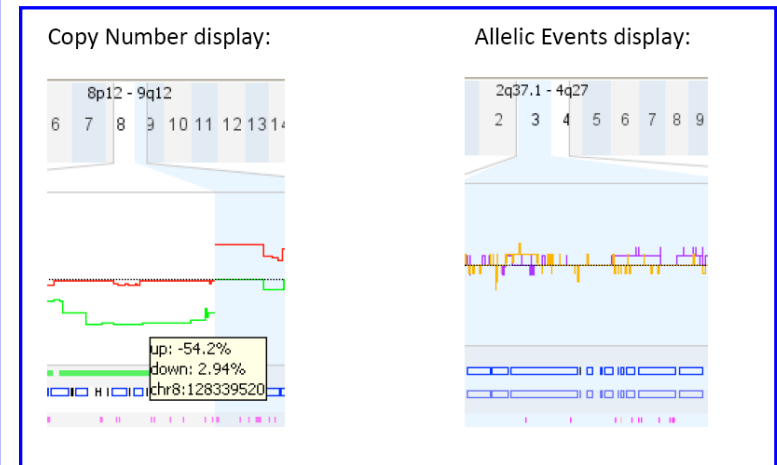 Copy Number display:
Allelic Events display:
8p12 - 9q12
6 7 8 9 10 11 12 13 14
2q37.1 - 4q27
2 3 4 5 6 7 8 9
up: -54.2%
down: 2.94%
chr8:128339520